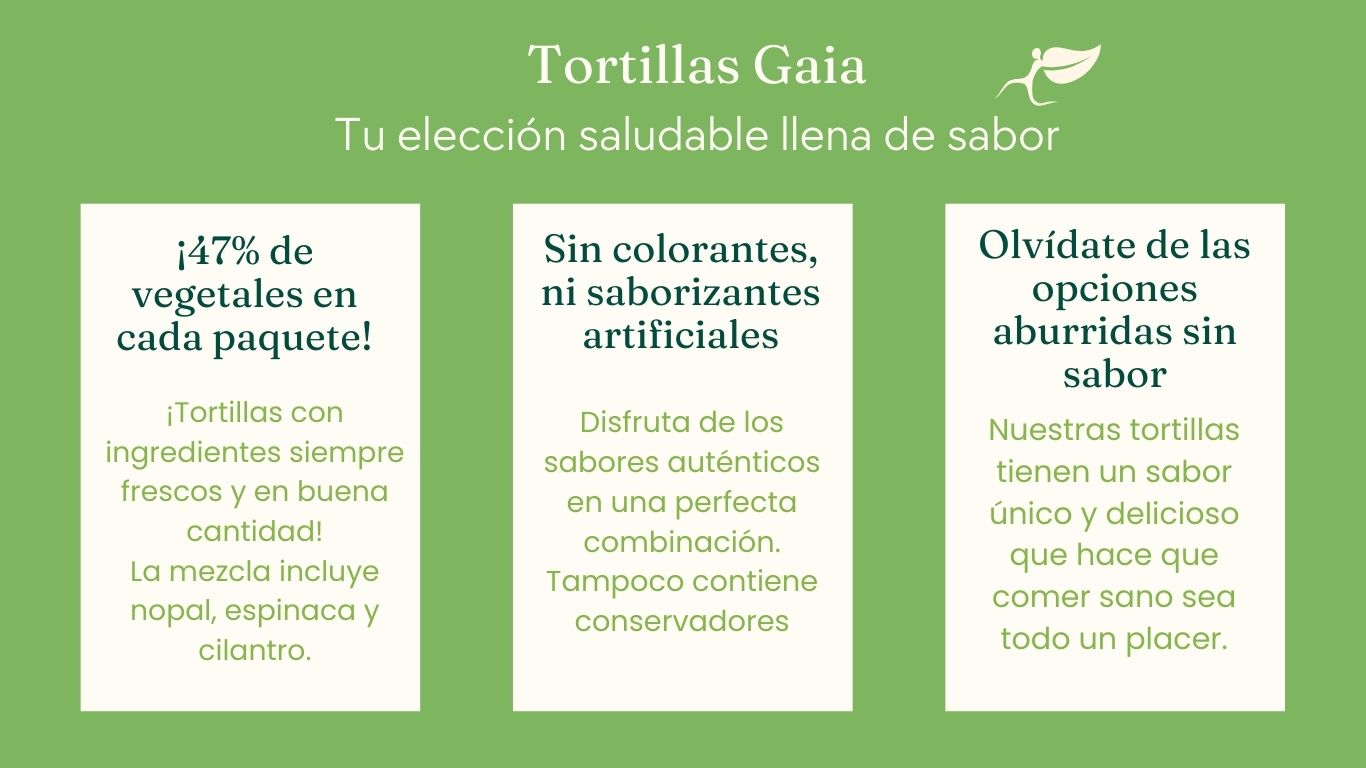 Tortillas Gaia
Tu elección saludable llena de sabor
¡47% de
vegetales en
cada paquete!
¡Tortillas con
ingredientes siempre
frescos y en buena
cantidad!
La mezcla incluye
nopal, espinaca y
cilantro.
Sin colorantes,
ni saborizantes
artificiales
Disfruta de los
sabores auténticos
en una perfecta
combinación.
Tampoco contiene
conservadores
Olvídate de las
opciones
aburridas sin
sabor
Nuestras tortillas
tienen un sabor
único y delicioso
que hace que
comer sano sea
todo un placer.